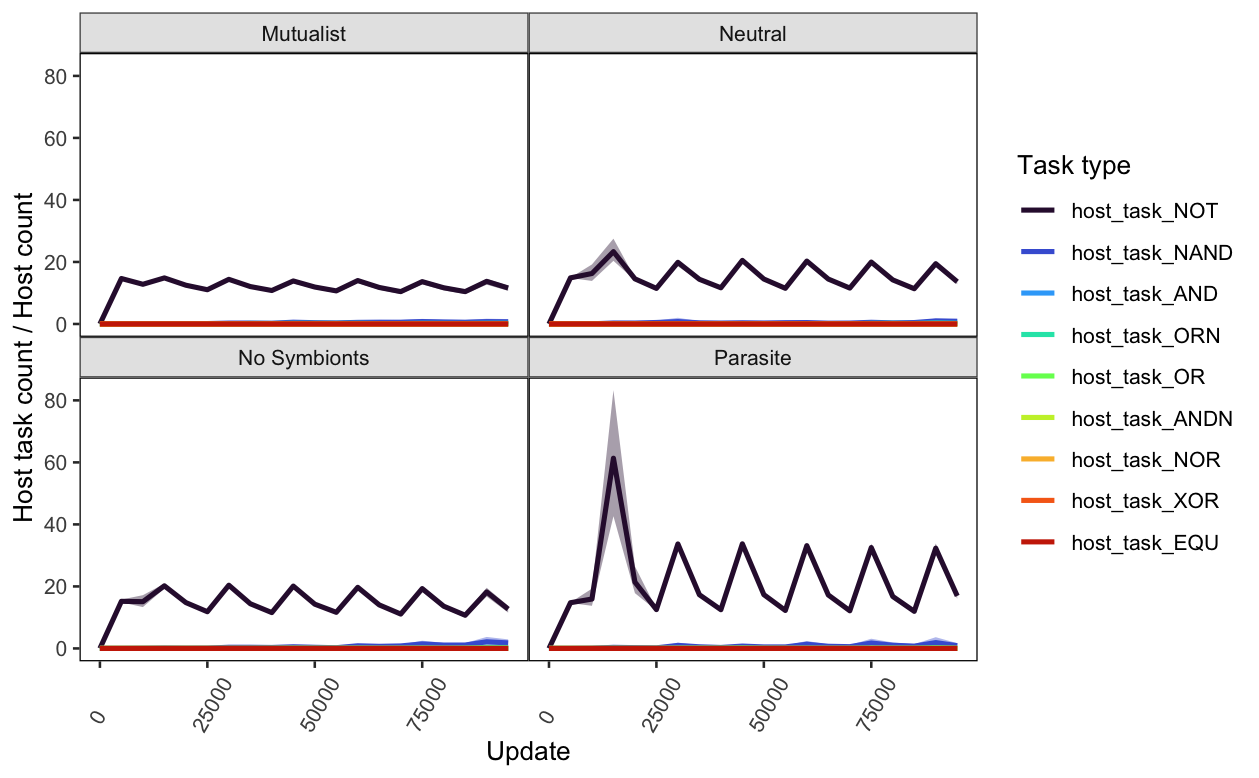 Mutualist
Neutral
80
60
40
20
0
No Symbionts
Parasite
80
60
40
20
0
Host task count / Host count
0
25000
50000
75000
0
25000
50000
75000
Update
Task type
host_task_NOT
host_task_NAND
host_task_AND
host_task_ORN
host_task_OR
host_task_ANDN
host_task_NOR
host_task_XOR
host_task_EQU